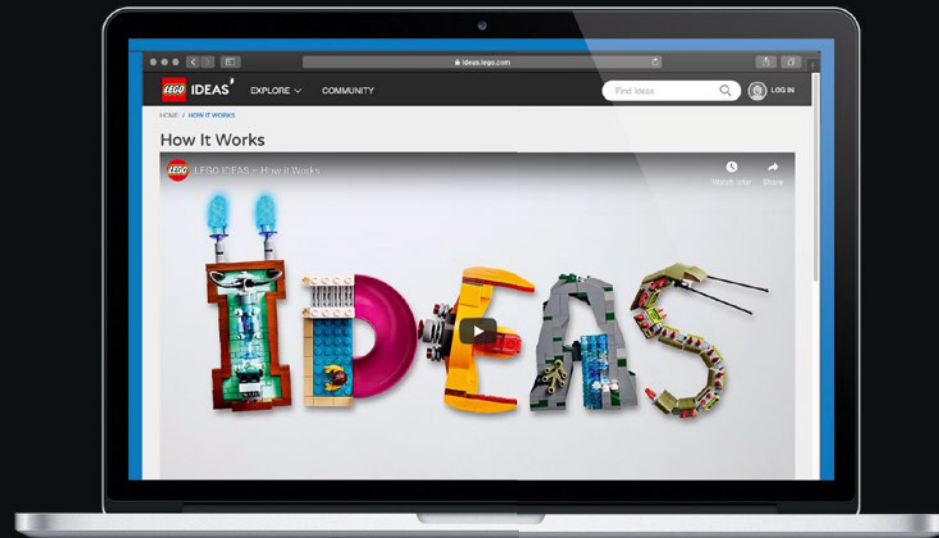 ideas.lego.com
LEGO IDEAS EXPLORE COMMUNITY Find Ideas LOG IN
HOME / HOW IT WORKS
How It Works
LEGO LEGO IDEAS – How it Works
Watch later Share
IDEAS